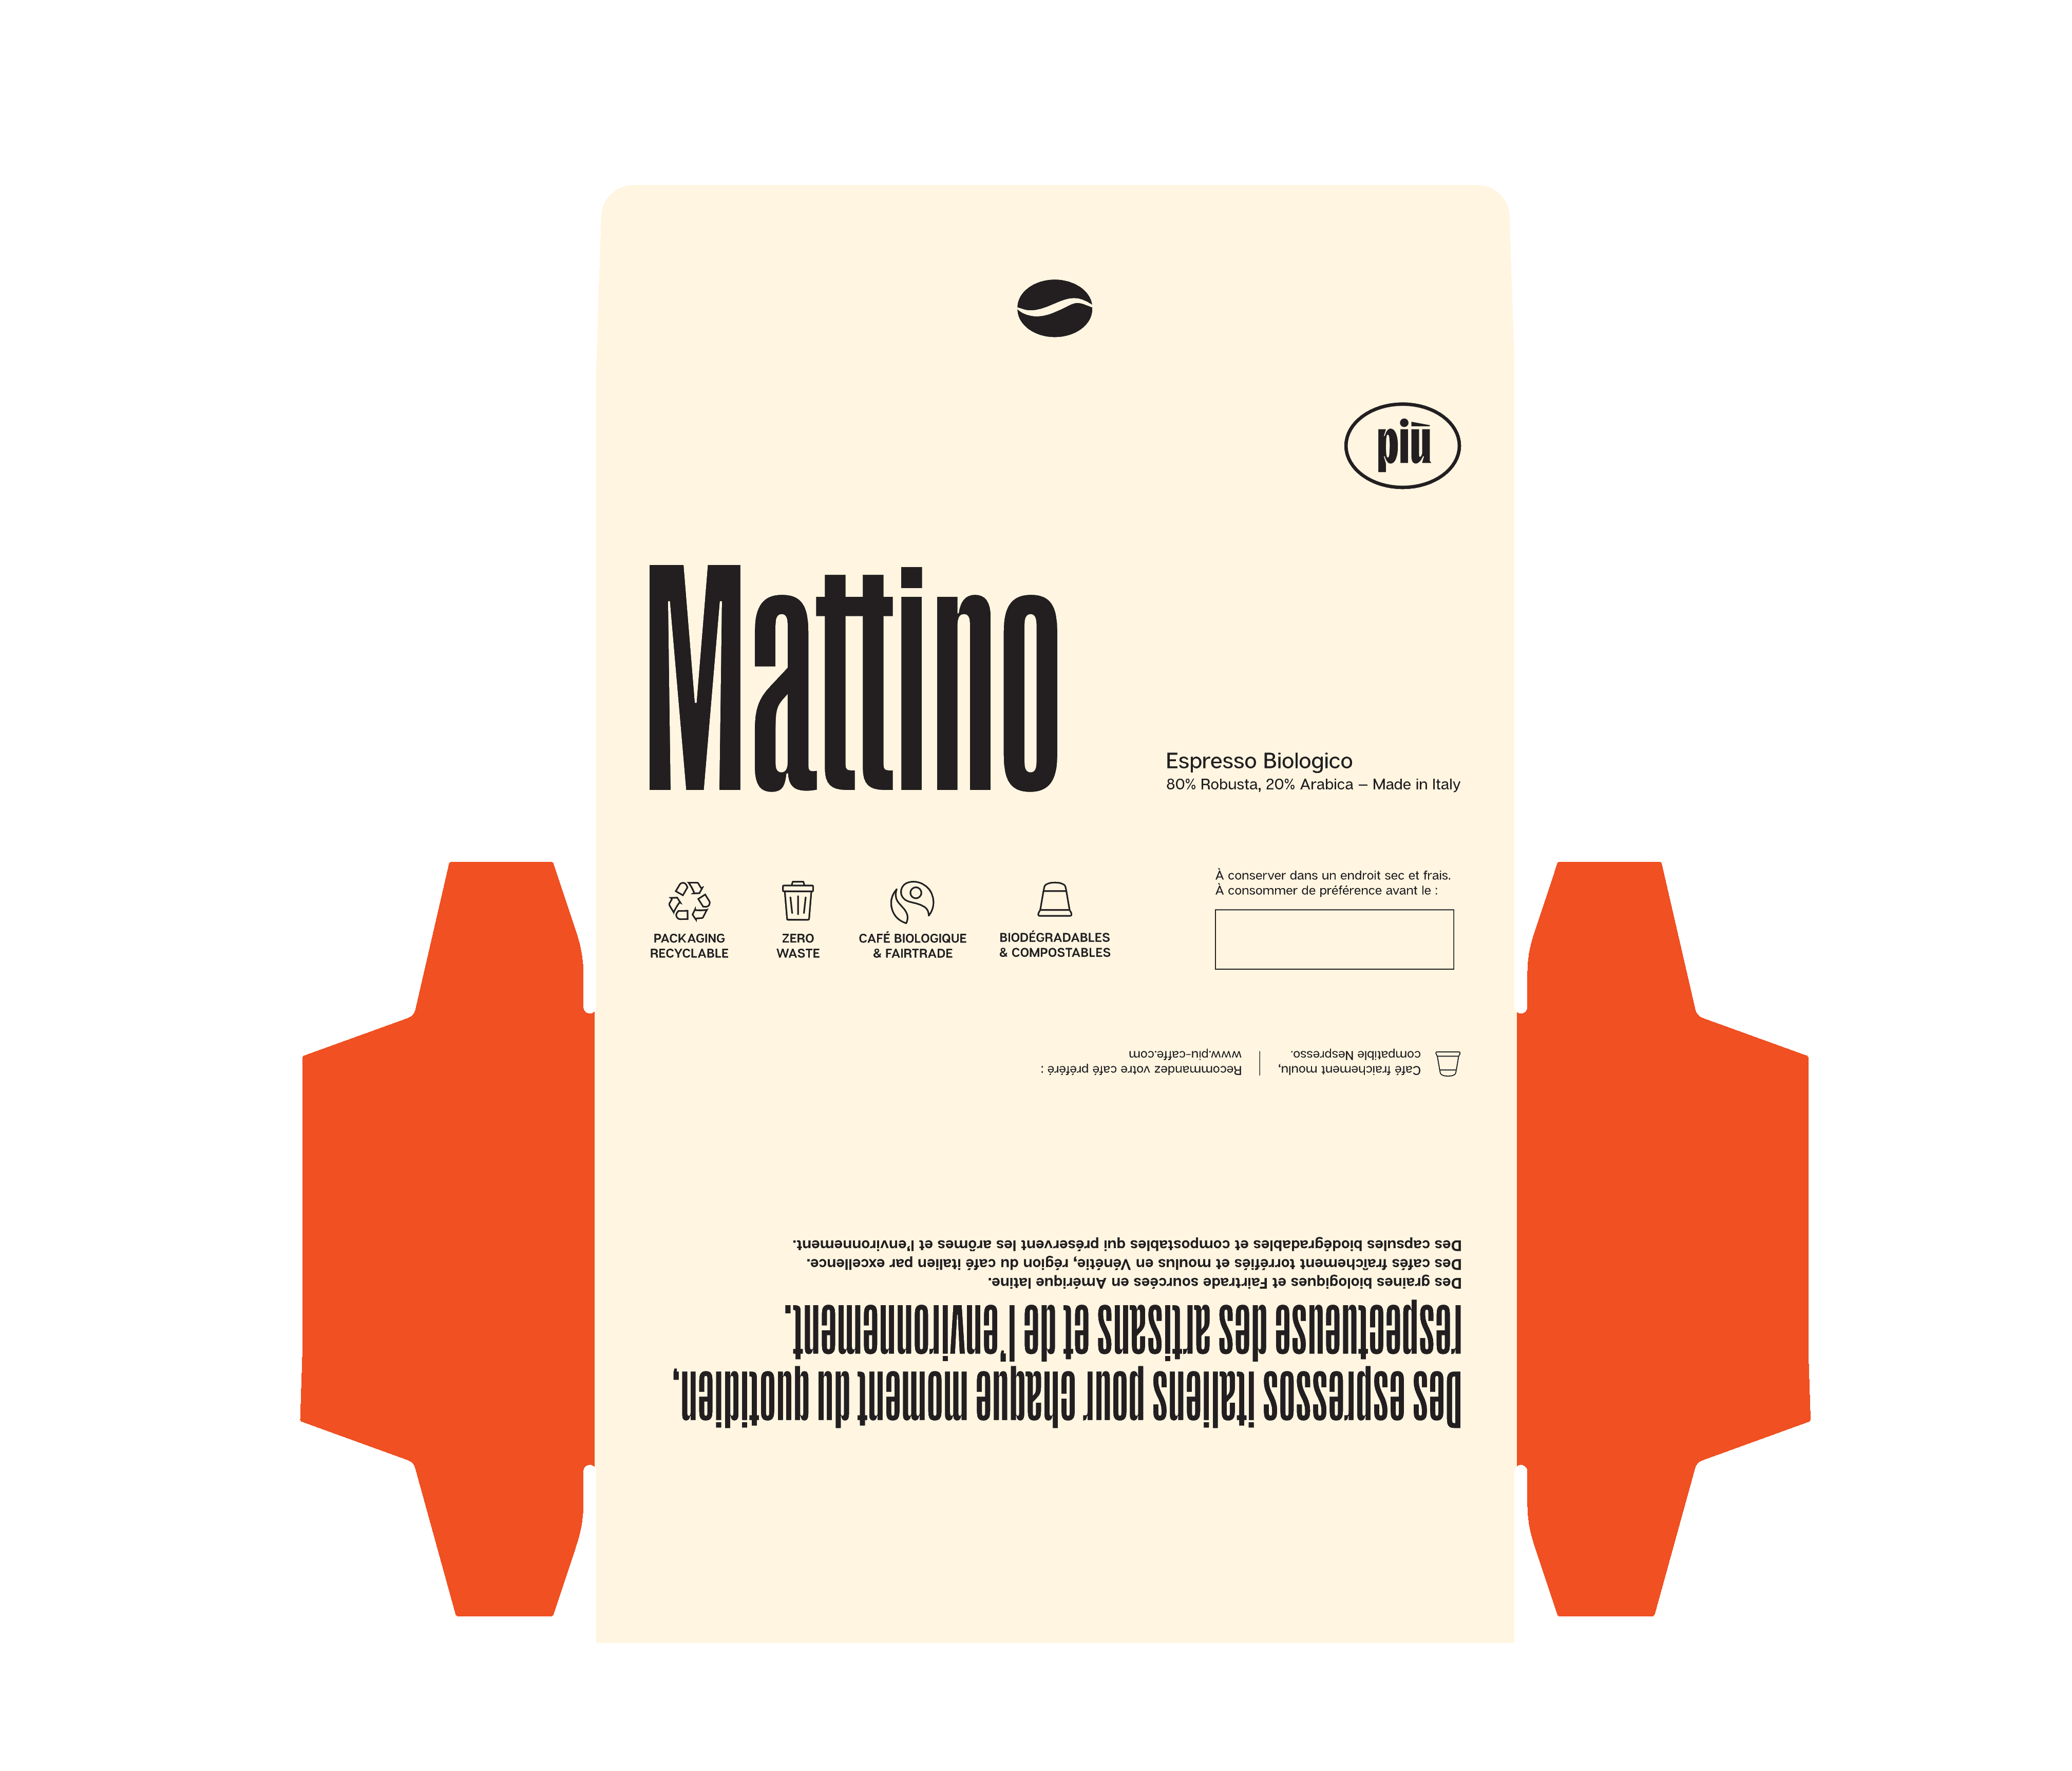 più
Mattino
Espresso Biologico
80% Robusta, 20% Arabica – Made in Italy
PACKAGING
RECYCLABLE
ZERO
WASTE
CAFÉ BIOLOGIQUE
& FAIRTRADE
BIODÉGRADABLES
& COMPOSTABLES
À conserver dans un endroit sec et frais.
À consommer de préférence avant le :
Café fraichement moulu,
compatible Nespresso.
Recommandez votre café préféré :
www.piu-caffe.com
Des espressos italiens pour chaque moment du quotidien,
respectueuse des artisans et de l'environnement.
Des graines biologiques et Fairtrade sourcées en Amérique latine.
Des cafés fraîchement torréfiés et moulus en Vénétie, région du café italien par excellence.
Des capsules biodégradables et compostables qui préservent les arômes et l'environnement.